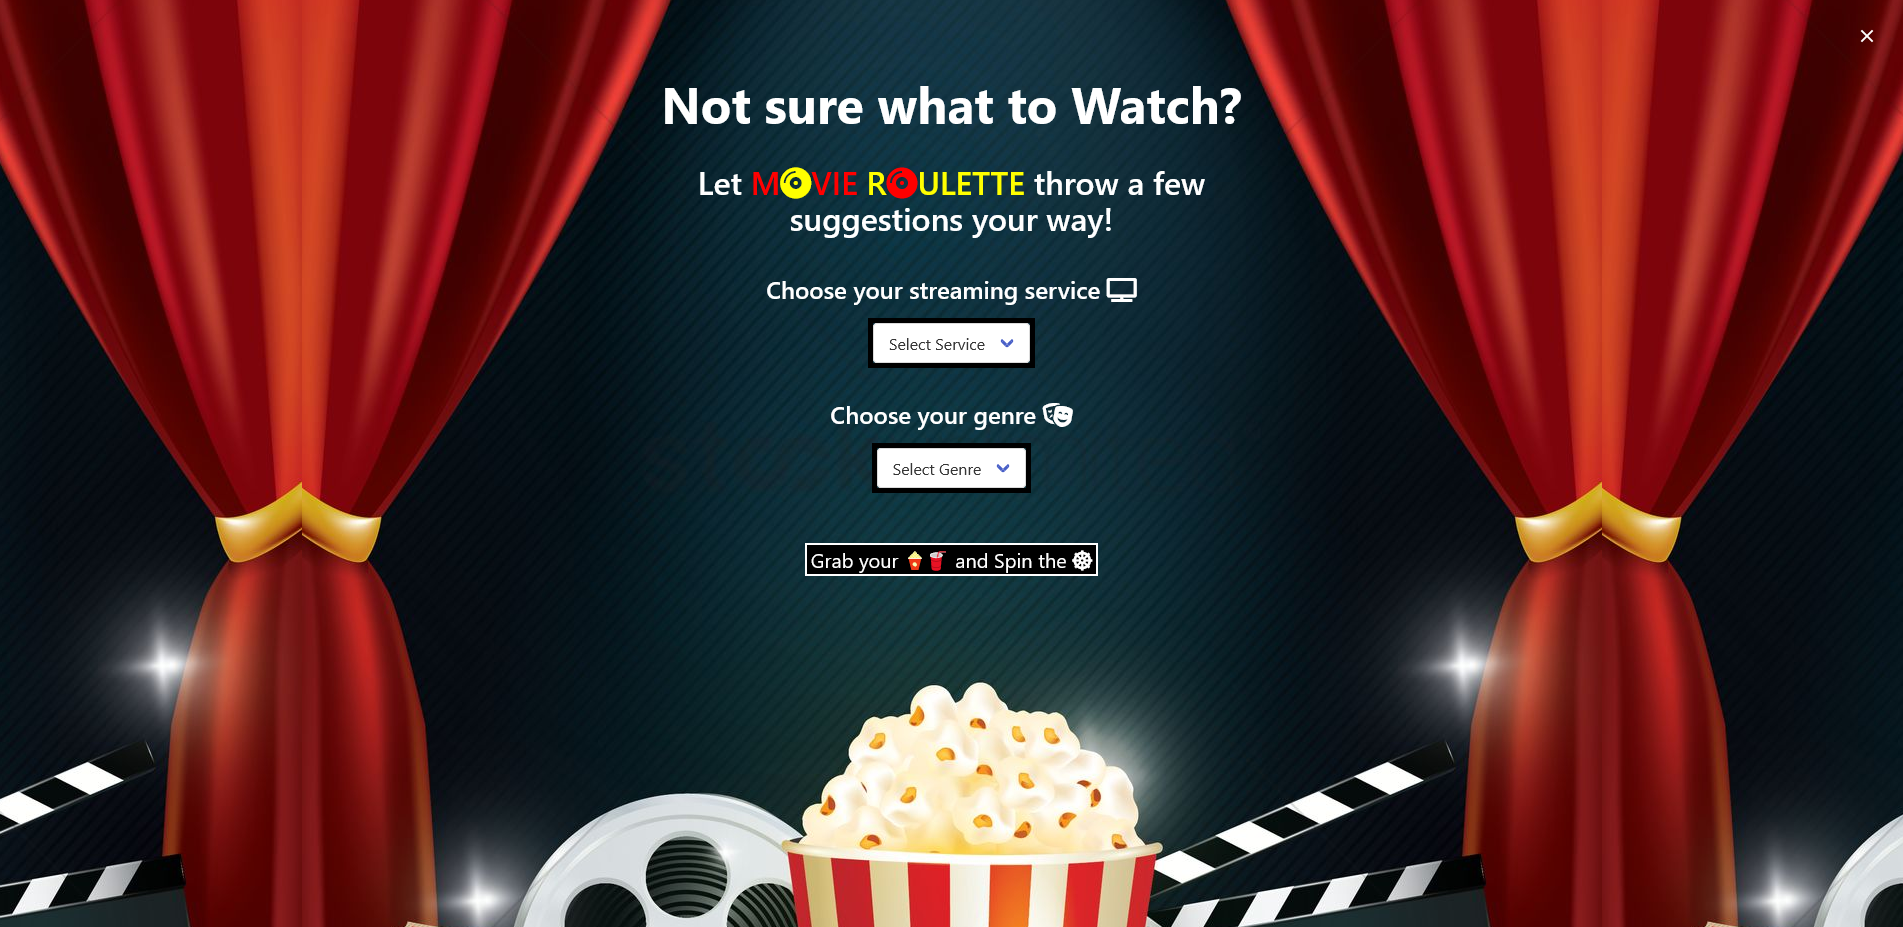 Not sure what to Watch?
Let MOVIE ROULETTE throw a few
suggestions your way!
Choose your streaming service
Select Service
Choose your genre
Select Genre
Grab your 🍿🥤 and Spin the